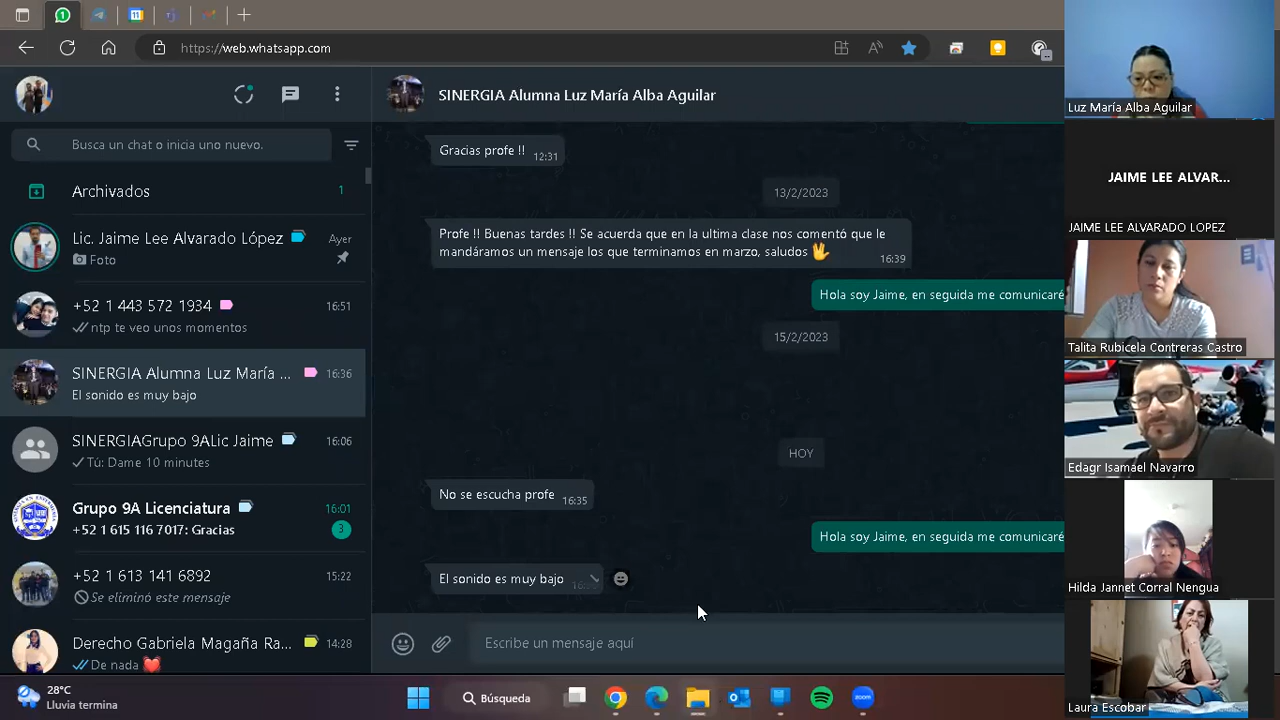 1
11
https://web.whatsapp.com
SINERGIA Alumna Luz María Alba Aguilar
Busca un chat o inicia uno nuevo.
Archivados 1
Lic. Jaime Lee Alvarado López Ayer
Foto
+52 1 443 572 1934 16:51
ntp te veo unos momentos
SINERGIA Alumna Luz María ... 16:36
El sonido es muy bajo
SINERGIAGrupo 9ALic Jaime 16:06
Tú: Dame 10 minutes
Grupo 9A Licenciatura 16:01
+52 1 615 116 7017: Gracias 3
+52 1 613 141 6892 15:22
Se eliminó este mensaje
Derecho Gabriela Magaña Ra... 14:28
De nada
Gracias profe !! 12:31
13/2/2023
Profe !! Buenas tardes !! Se acuerda que en la ultima clase nos comentó que le
mandáramos un mensaje los que terminamos en marzo, saludos 16:39
Hola soy Jaime, en seguida me comunicaré
15/2/2023
HOY
No se escucha profe 16:35
Hola soy Jaime, en seguida me comunicaré
El sonido es muy bajo
Escribe un mensaje aquí
Luz María Alba Aguilar
JAIME LEE ALVAR...
JAIME LEE ALVARADO LOPEZ
Talita Rubicela Contreras Castro
Edagr Isamael Navarro
Hilda Jannet Corral Nengua
Laura Escobar
28°C
Lluvia termina
Búsqueda
zoom